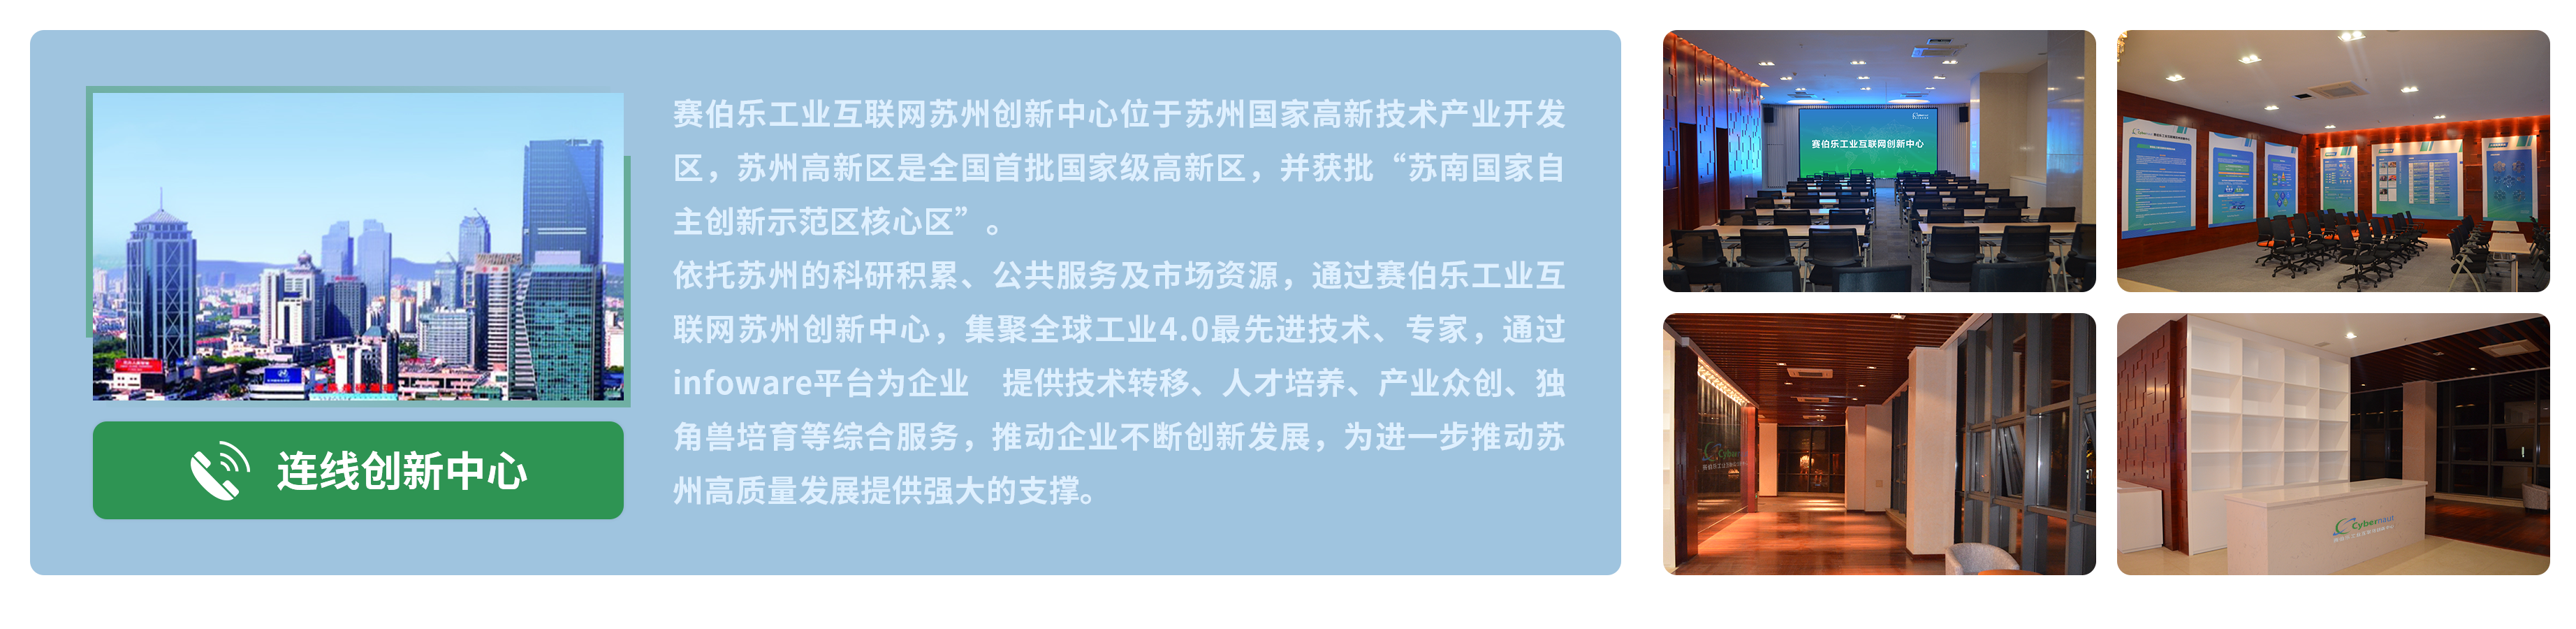 赛伯乐工业互联网苏州创新中心位于苏州国家高新技术产业开发
区，苏州高新区是全国首批国家级高新区，并获批“苏南国家自
主创新示范区核心区”。
依托苏州的科研积累、公共服务及市场资源，通过赛伯乐工业互
联网苏州创新中心，集聚全球工业4.0最先进技术、专家，通过
infoware平台为企业　提供技术转移、人才培养、产业众创、独
角兽培育等综合服务，推动企业不断创新发展，为进一步推动苏
州高质量发展提供强大的支撑。
连线创新中心
赛伯乐工业互联网创新中心
Cybernaut